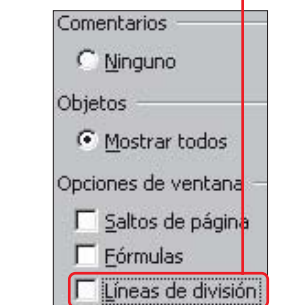 Comentarios
Ninguno
Objetos
Mostrar todos
Opciones de ventana
Saltos de página
Fórmulas
Líneas de división